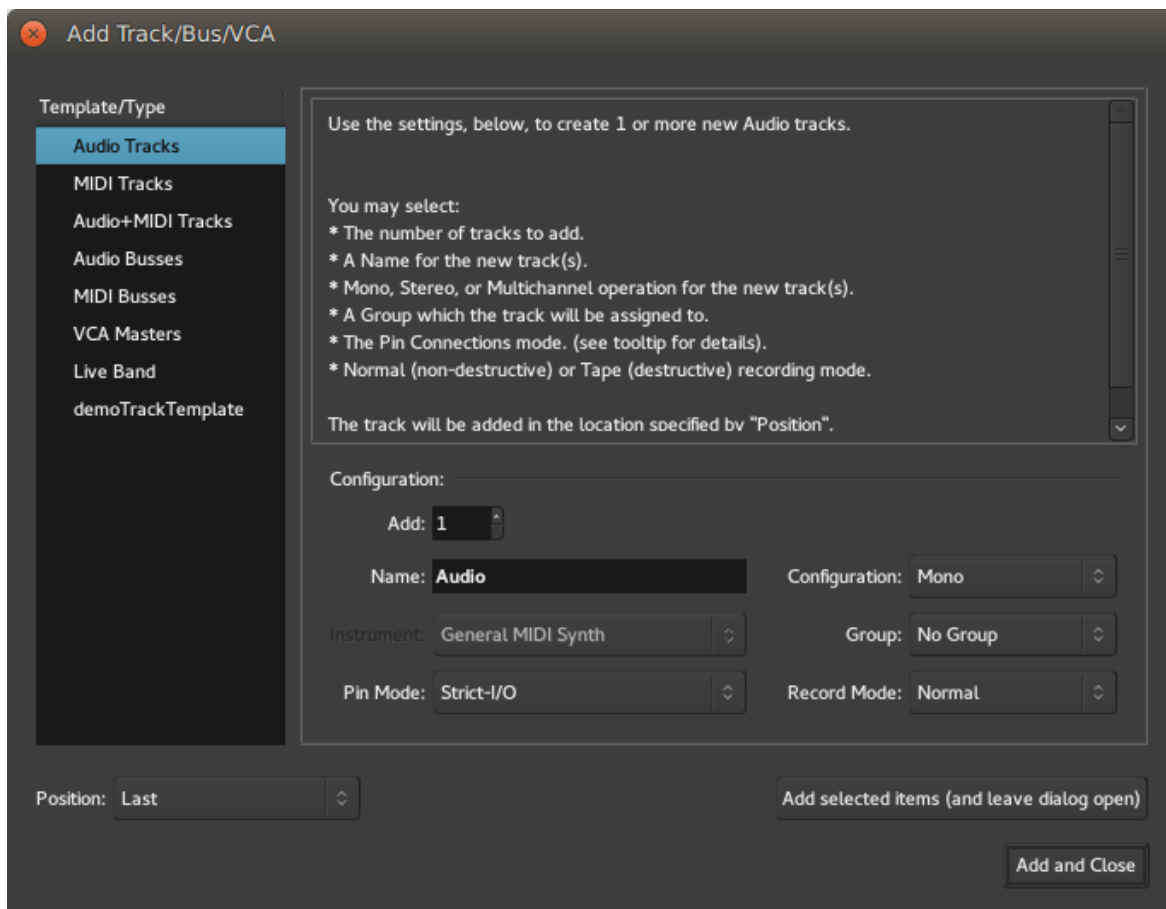 Add Track/Bus/VCA
Template/Type
Audio Tracks
MIDI Tracks
Audio+MIDI Tracks
Audio Busses
MIDI Busses
VCA Masters
Live Band
demoTrackTemplate
Use the settings, below, to create 1 or more new Audio tracks.
You may select:
* The number of tracks to add.
* A Name for the new track(s).
* Mono, Stereo, or Multichannel operation for the new track(s).
* A Group which the track will be assigned to.
* The Pin Connections mode. (see tooltip for details).
* Normal (non-destructive) or Tape (destructive) recording mode.
The track will be added in the location specified by "Position".
Configuration:
Add: 1
Name: Audio
Configuration: Mono
Instrument: General MIDI Synth
Group: No Group
Pin Mode: Strict-I/O
Record Mode: Normal
Position: Last
Add selected items (and leave dialog open)
Add and Close